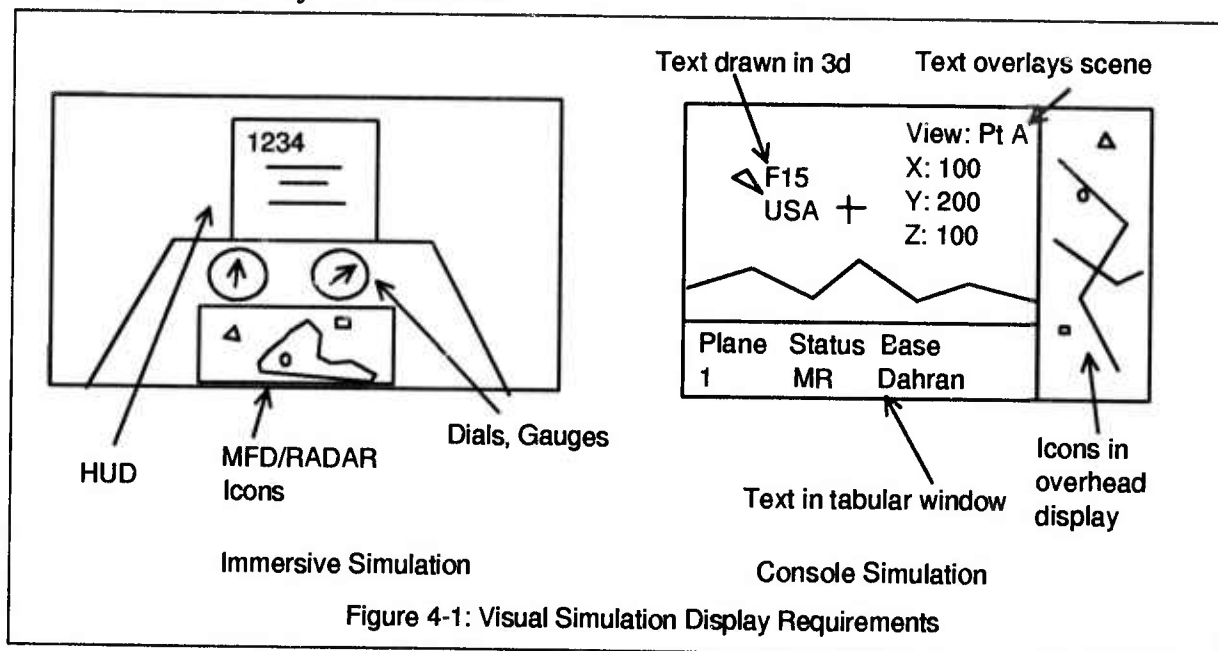 1234
HUD
MFD/RADAR
Icons
Dials, Gauges
Immersive Simulation
Text drawn in 3d
Text overlays scene
F15
USA
View: Pt A
X: 100
Y: 200
Z: 100
Plane Status Base
1 MR Dahran
Text in tabular window
Icons in
overhead
display
Console Simulation
Figure 4-1: Visual Simulation Display Requirements